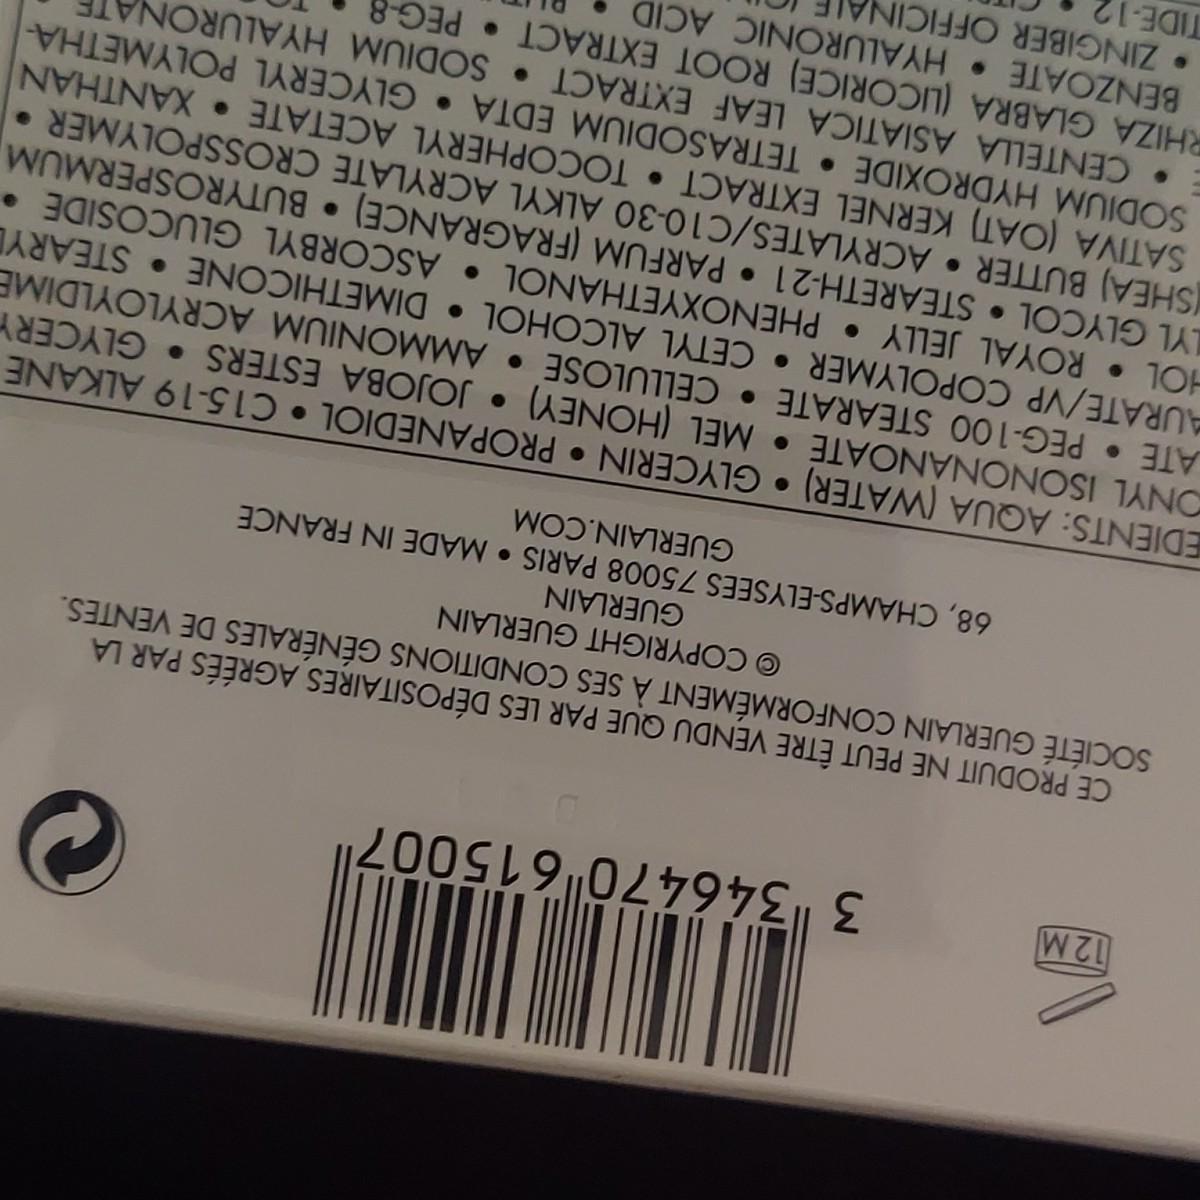 12M
3 346470 615007
CE PRODUIT NE PEUT ÊTRE VENDU QUE PAR LES DÉPOSITAIRES AGRÉÉS PAR LA
SOCIÉTÉ GUERLAIN CONFORMÉMENT À SES CONDITIONS GÉNÉRALES DE VENTES.
© COPYRIGHT GUERLAIN
GUERLAIN
68, CHAMPS-ELYSEES 75008 PARIS • MADE IN FRANCE
GUERLAIN.COM
EDIENTS: AQUA (WATER) • GLYCERIN • PROPANEDIOL • C15-19 ALKANE
ONYL ISONONANOATE • MEL (HONEY) • JOJOBA ESTERS • GLYCERY
ATE • PEG-100 STEARATE • CELLULOSE • AMMONIUM ACRYLOYLDIME
AURATE/VP COPOLYMER • CETYL ALCOHOL • DIMETHICONE • STEARYL
HOL • ROYAL JELLY • PHENOXYETHANOL • ASCORBYL GLUCOSIDE •
YL GLYCOL • STEARETH-21 • PARFUM (FRAGRANCE) • BUTYROSPERMUM
(SHEA) BUTTER • ACRYLATES/C10-30 ALKYL ACRYLATE CROSSPOLYMER •
SATIVA (OAT) KERNEL EXTRACT • TOCOPHERYL ACETATE • XANTHAN
SODIUM HYDROXIDE • TETRASODIUM EDTA • GLYCERYL POLYMETHA-
E • CENTELLA ASIATICA LEAF EXTRACT • SODIUM HYALURONATE •
RHIZA GLABRA (LICORICE) ROOT EXTRACT • PEG-8 •
BENZOATE • HYALURONIC ACID •
• ZINGIBER OFFICINALE
TIDE-12 •